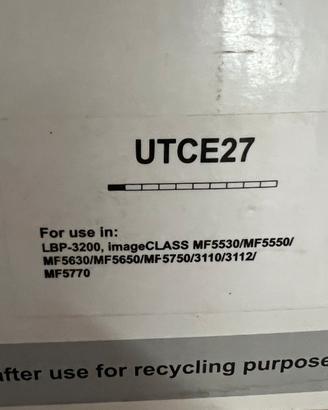 UTCE27
For use in:
LBP-3200, imageCLASS MF5530/MF5550/
MF5630/MF5650/MF5750/3110/3112/
MF5770
after use for recycling purpose